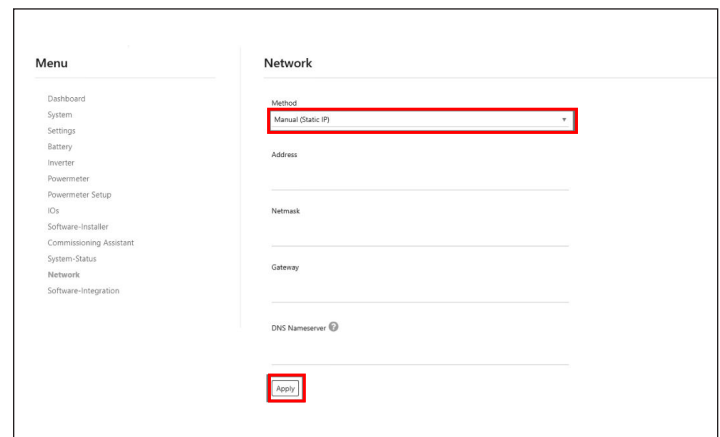 Menu
Dashboard
System
Settings
Battery
Inverter
Powermeter
Powermeter Setup
IOs
Software-Installer
Commissioning Assistant
System-Status
Network
Software-Integration
Network
Method
Manual (Static IP)
Address
Netmask
Gateway
DNS Nameserver ?
Apply